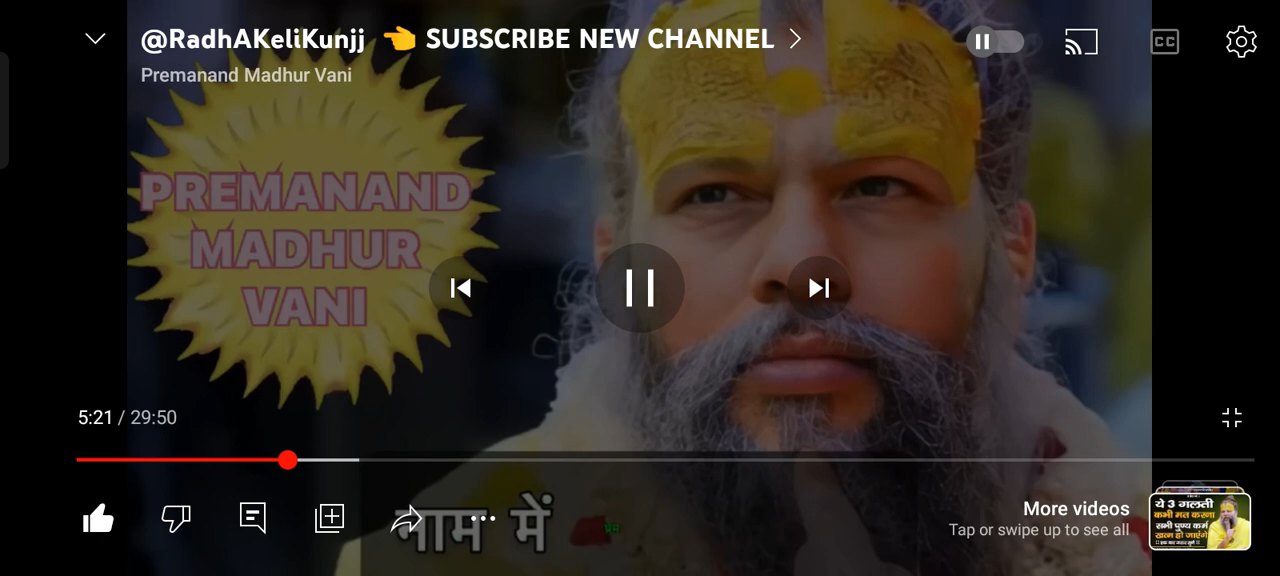 @RadhAKeliKunjj 👈 SUBSCRIBE NEW CHANNEL
Premanand Madhur Vani
CC
PREMANAND
MADHUR
VANI
5:21 / 29:50
नाम में
प्रेम
More videos
Tap or swipe up to see all
ये 3 गलती
कभी मत करना
सभी पुण्य कर्म
खत्म हो जाएंगे